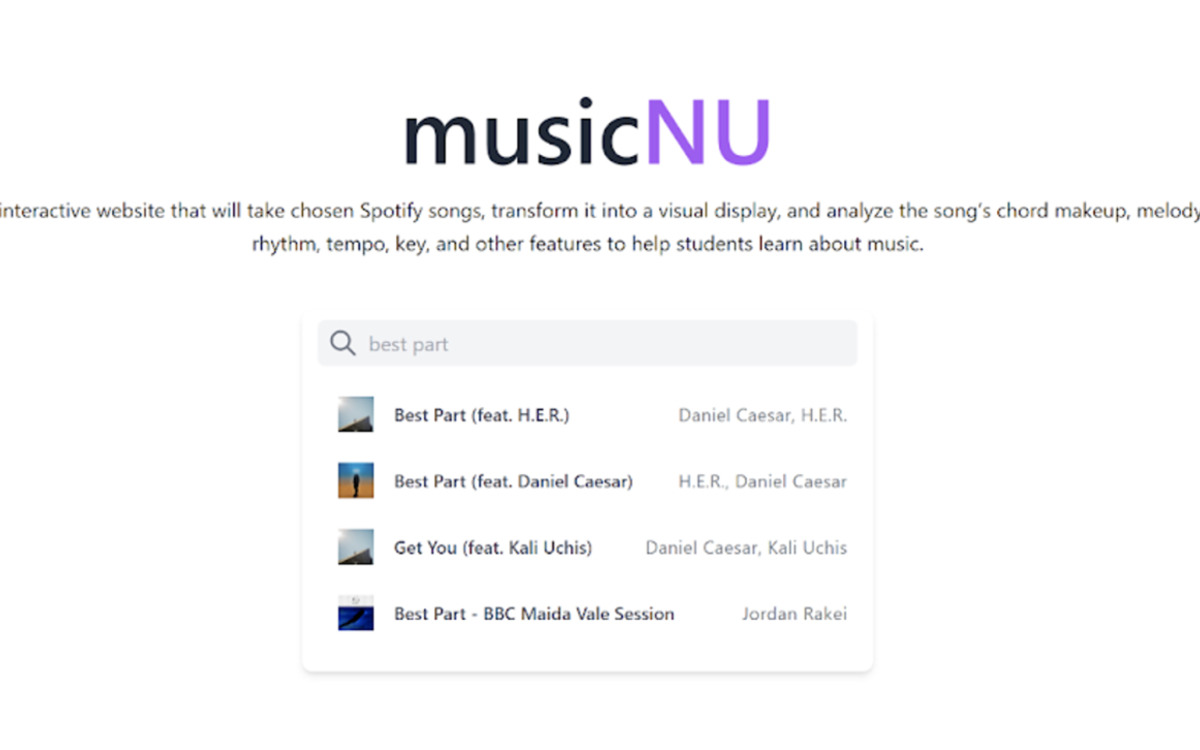 musicNU
interactive website that will take chosen Spotify songs, transform it into a visual display, and analyze the song's chord makeup, melody
rhythm, tempo, key, and other features to help students learn about music.
best part
Best Part (feat. H.E.R.) Daniel Caesar, H.E.R.
Best Part (feat. Daniel Caesar) H.E.R., Daniel Caesar
Get You (feat. Kali Uchis) Daniel Caesar, Kali Uchis
Best Part - BBC Maida Vale Session Jordan Rakei